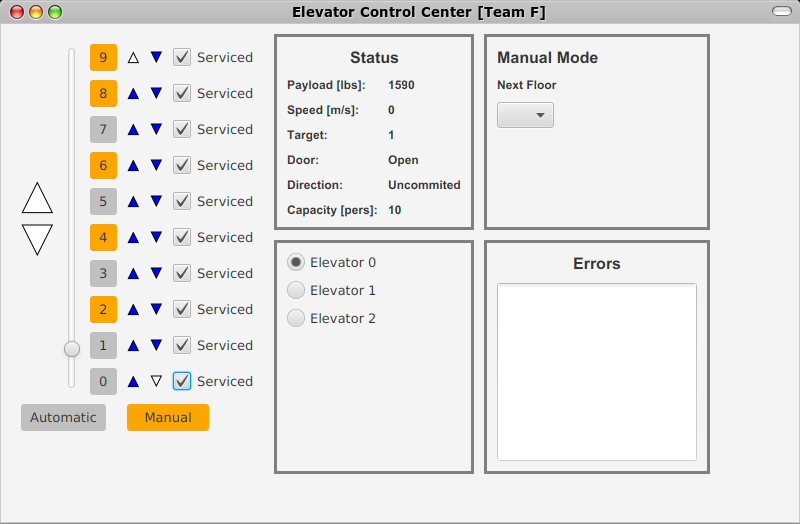 Elevator Control Center [Team F]
9 Serviced
8 Serviced
7 Serviced
6 Serviced
5 Serviced
4 Serviced
3 Serviced
2 Serviced
1 Serviced
0 Serviced
Automatic Manual
Status
Payload [lbs]: 1590
Speed [m/s]: 0
Target: 1
Door: Open
Direction: Uncommited
Capacity [pers]: 10
Manual Mode
Next Floor
Elevator 0
Elevator 1
Elevator 2
Errors